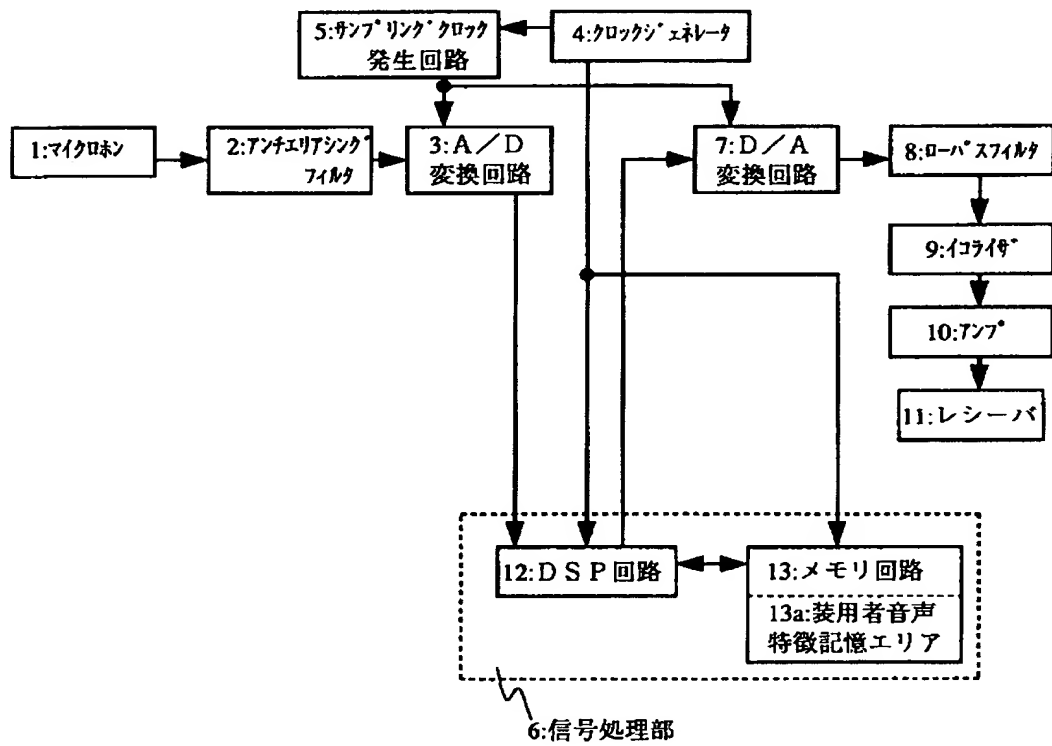 5:ｻﾝﾌﾟﾘﾝｸﾞｸﾛｯｸ
発生回路
4:ｸﾛｯｸｼﾞｪﾈﾚｰﾀ
1:ﾏｲｸﾛﾎﾝ
2:ｱﾝﾁｴﾘｱｼﾝｸﾞ
ﾌｨﾙﾀ
3:Ａ／Ｄ
変換回路
7:Ｄ／Ａ
変換回路
8:ﾛｰﾊﾟｽﾌｨﾙﾀ
9:ｲｺﾗｲｻﾞ
10:ｱﾝﾌﾟ
11:レシーバ
12:ＤＳＰ回路
13:メモリ回路
13a:装用者音声
特徴記憶エリア
6:信号処理部